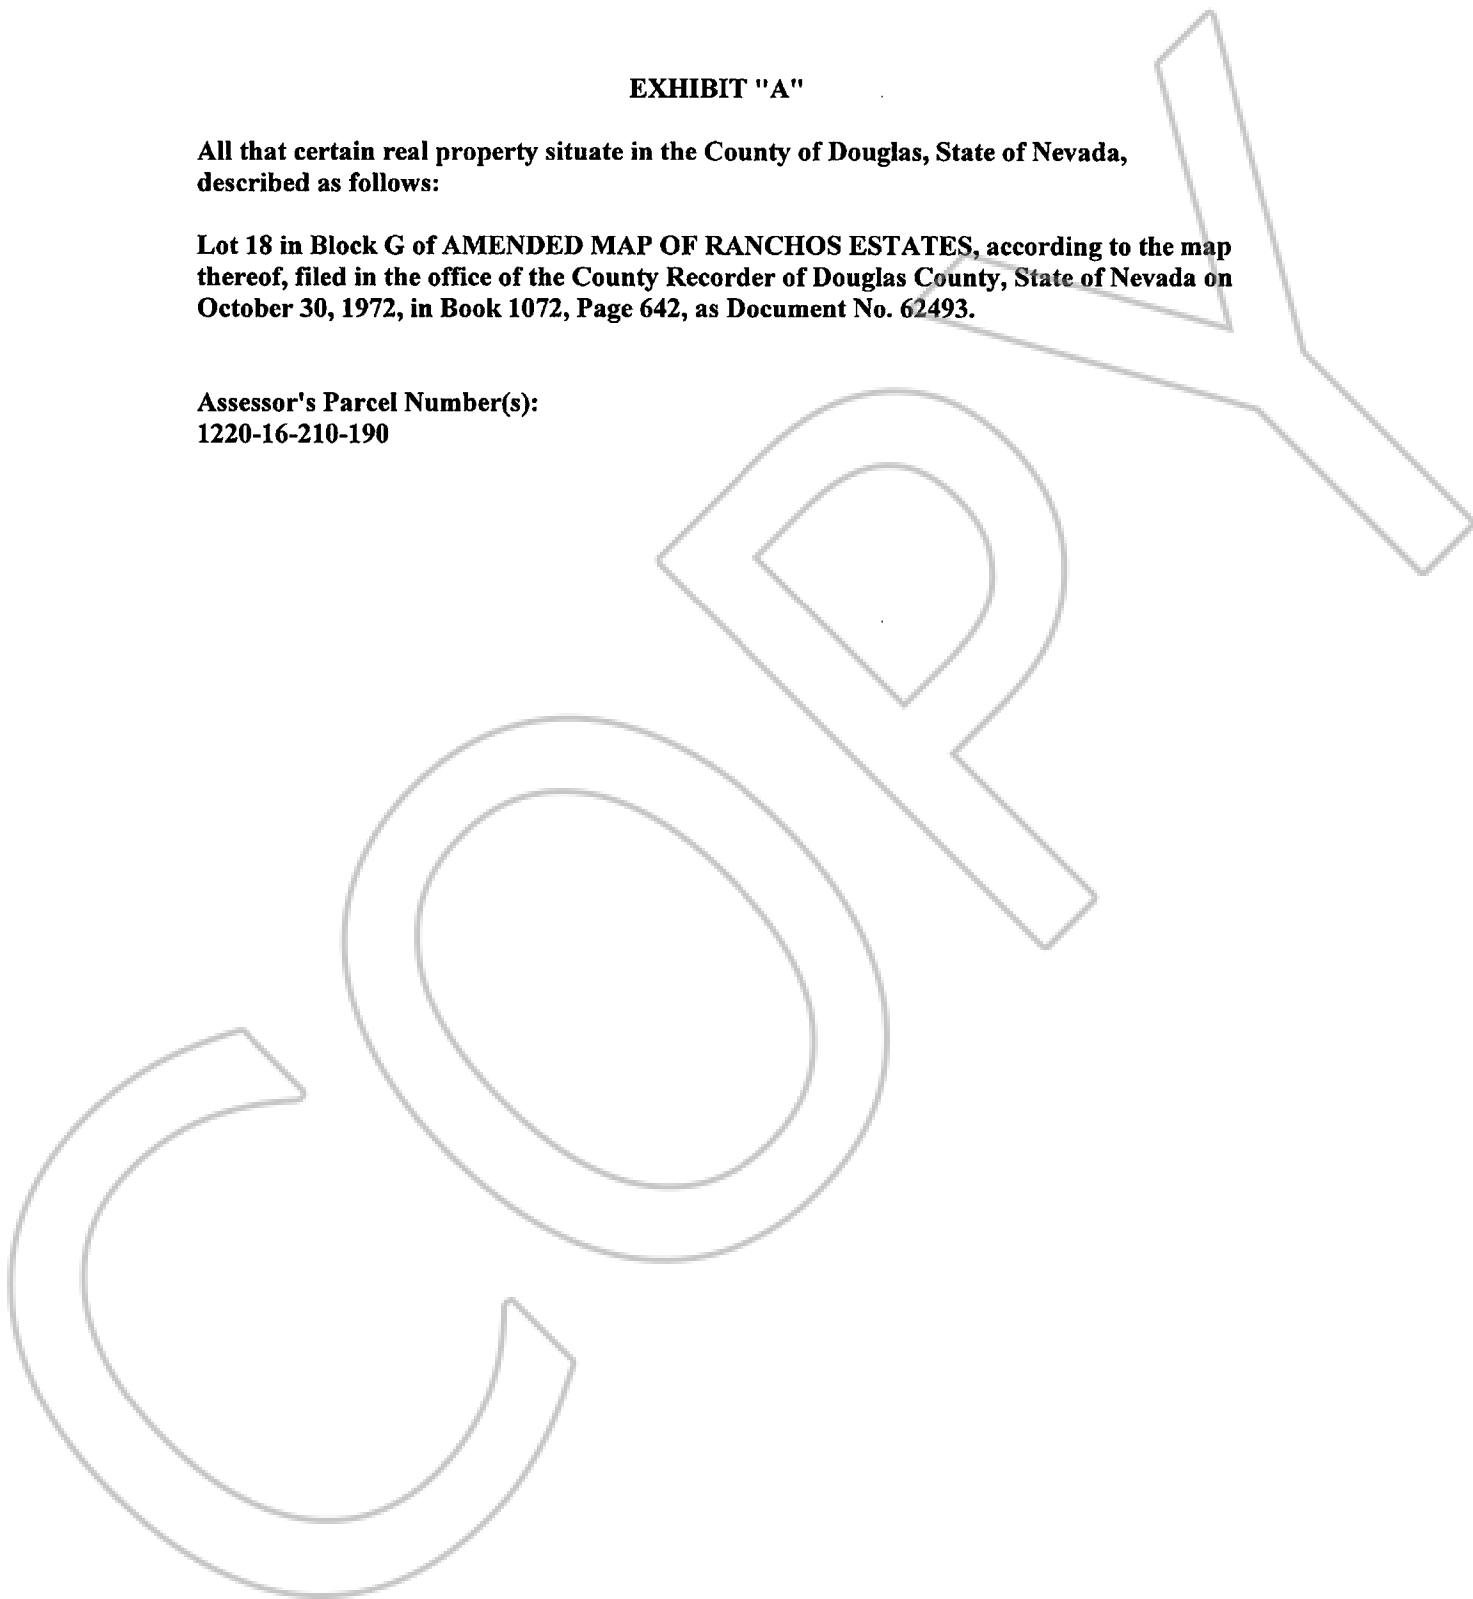 EXHIBIT "A"
All that certain real property situate in the County of Douglas, State of Nevada,
described as follows:
Lot 18 in Block G of AMENDED MAP OF RANCHOS ESTATES, according to the map
thereof, filed in the office of the County Recorder of Douglas County, State of Nevada on
October 30, 1972, in Book 1072, Page 642, as Document No. 62493.
Assessor's Parcel Number(s):
1220-16-210-190
COPY